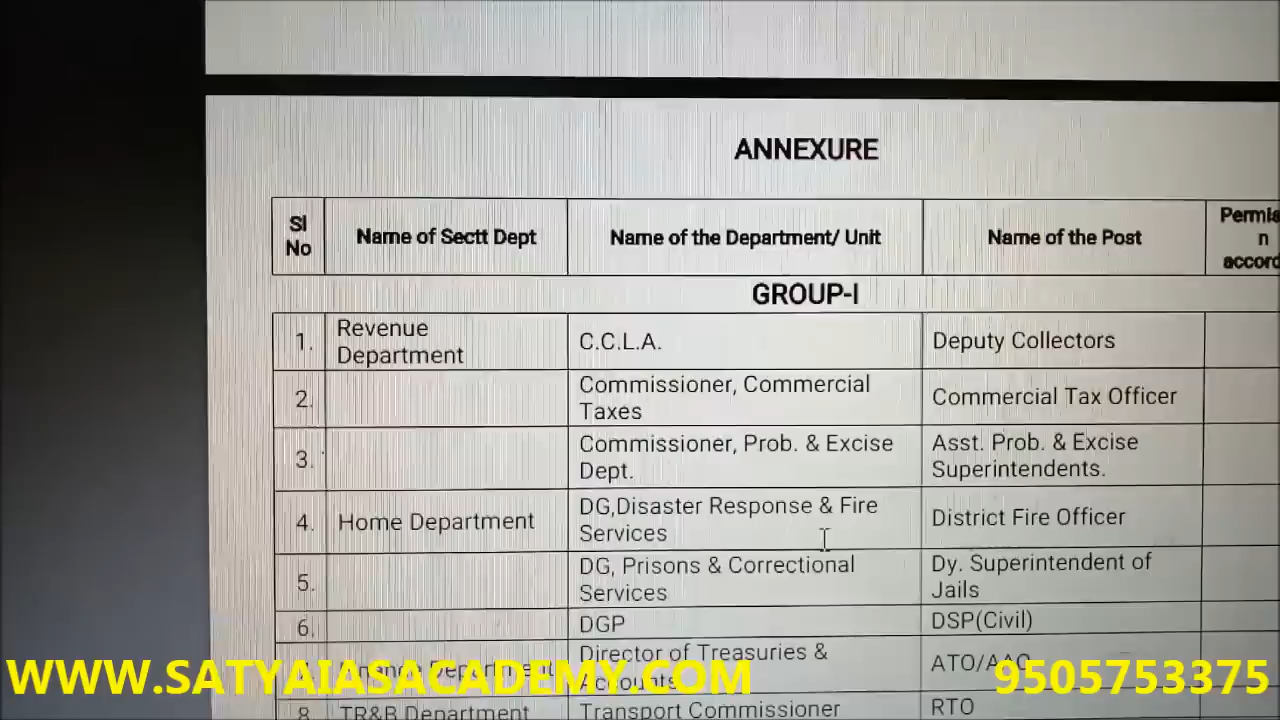 ANNEXURE
Sl
No
Name of Sectt Dept
Name of the Department/ Unit
Name of the Post
Permis
n
accord
GROUP-I
1.
Revenue
Department
C.C.L.A.
Deputy Collectors
2.
Commissioner, Commercial
Taxes
Commercial Tax Officer
3.
Commissioner, Prob. & Excise
Dept.
Asst. Prob. & Excise
Superintendents.
4.
Home Department
DG,Disaster Response & Fire
Services
District Fire Officer
5.
DG, Prisons & Correctional
Services
Dy. Superintendent of
Jails
6.
DGP
DSP(Civil)
Department
Director of Treasuries &
Accounts
ATO/AAO
8
TR&B Department
Transport Commissioner
RTO
WWW.SATYAIASACADEMY.COM
9505753375